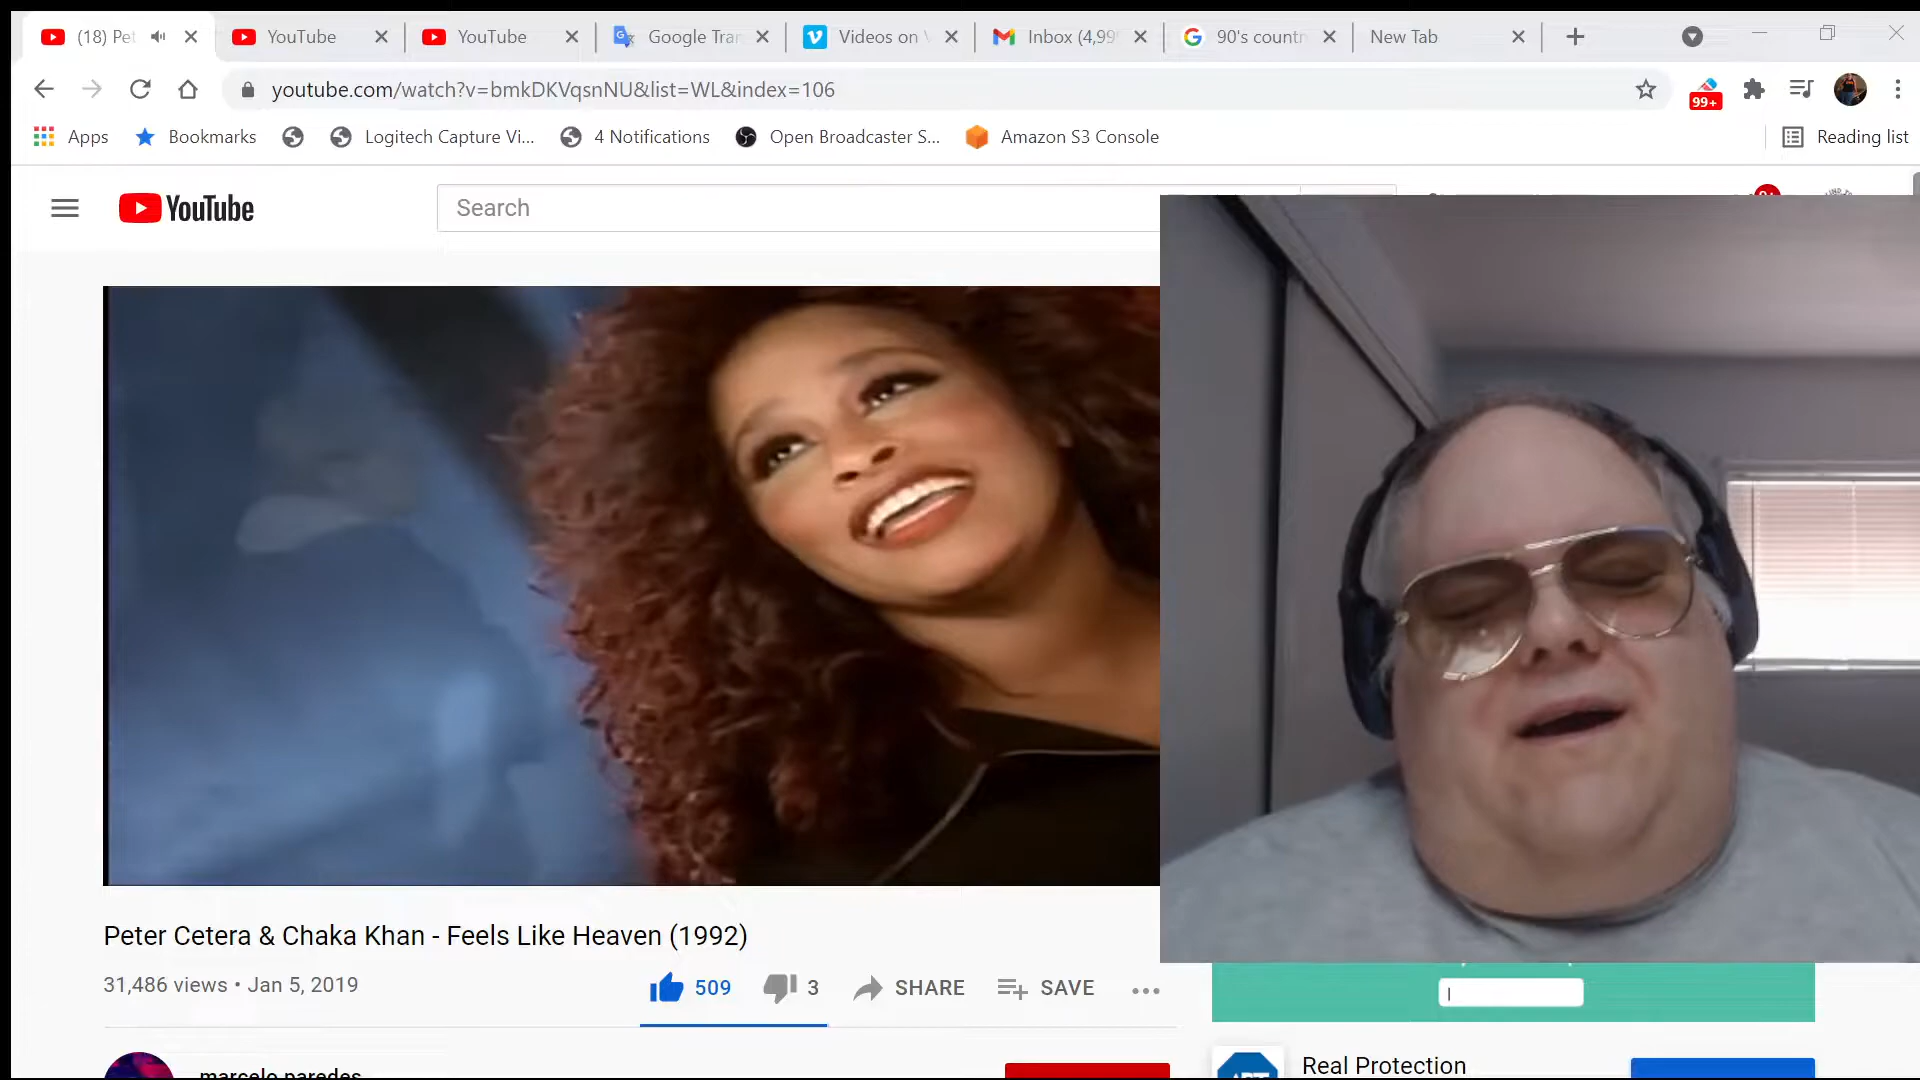 (18) Pet
YouTube
YouTube
Google Tran
Videos on V
Inbox (4,99
90's countr
New Tab
youtube.com/watch?v=bmkDKVqsnNU&list=WL&index=106
99+
Apps
Bookmarks
Logitech Capture Vi...
4 Notifications
Open Broadcaster S...
Amazon S3 Console
Reading list
YouTube
Search
Peter Cetera & Chaka Khan - Feels Like Heaven (1992)
31,486 views • Jan 5, 2019
509
3
SHARE
SAVE
marcelo paredes
Real Protection